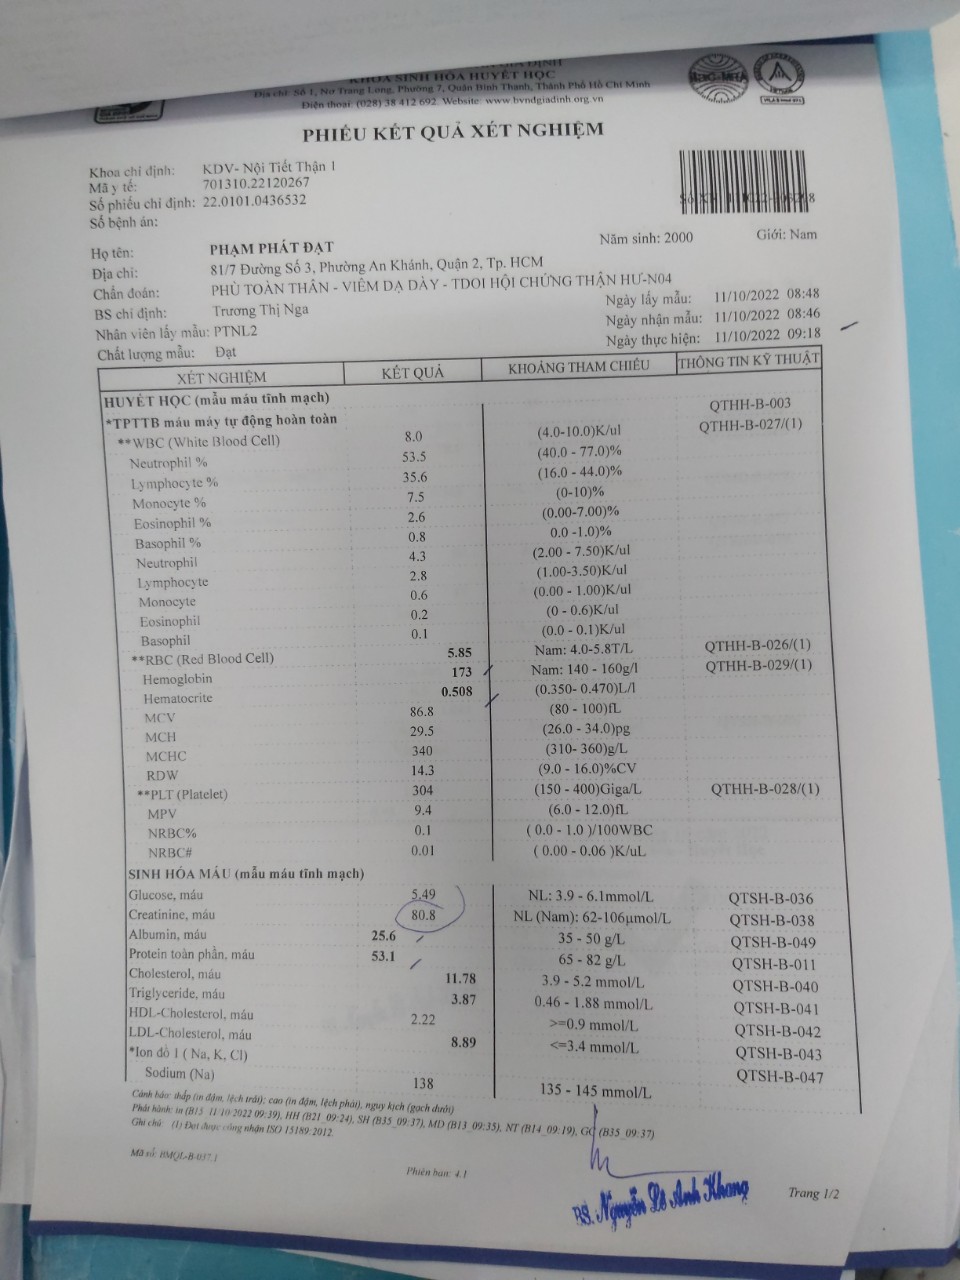 KHOA SINH HÓA HUYẾT HỌC
Địa chỉ: Số 1, Nơ Trang Long, Phường 7, Quận Bình Thạnh, Thành Phố Hồ Chí Minh
Điện thoại: (028) 38 412 692. Website: www.bvndgiadinh.org.vn
PHIẾU KẾT QUẢ XÉT NGHIỆM
Khoa chỉ định: KDV- Nội Tiết Thận 1
Mã y tế: 701310.22120267
Số phiếu chỉ định: 22.0101.0436532
Số bệnh án:
Họ tên: PHẠM PHÁT ĐẠT Năm sinh: 2000 Giới: Nam
Địa chỉ: 81/7 Đường Số 3, Phường An Khánh, Quận 2, Tp. HCM
Chẩn đoán: PHÙ TOÀN THÂN - VIÊM DẠ DÀY - TDOI HỘI CHỨNG THẬN HƯ-N04
BS chỉ định: Trương Thị Nga Ngày lấy mẫu: 11/10/2022 08:48
Nhân viên lấy mẫu: PTNL2 Ngày nhận mẫu: 11/10/2022 08:46
Chất lượng mẫu: Đạt Ngày thực hiện: 11/10/2022 09:18
XÉT NGHIỆM KẾT QUẢ KHOẢNG THAM CHIẾU THÔNG TIN KỸ THUẬT
HUYẾT HỌC (mẫu máu tĩnh mạch)
*TPTTB máu máy tự động hoàn toàn QTHH-B-003
**WBC (White Blood Cell) 8.0 (4.0-10.0)K/ul QTHH-B-027/(1)
Neutrophil % 53.5 (40.0 - 77.0)%
Lymphocyte % 35.6 (16.0 - 44.0)%
Monocyte % 7.5 (0-10)%
Eosinophil % 2.6 (0.00-7.00)%
Basophil % 0.8 0.0 -1.0)%
Neutrophil 4.3 (2.00 - 7.50)K/ul
Lymphocyte 2.8 (1.00-3.50)K/ul
Monocyte 0.6 (0.00 - 1.00)K/ul
Eosinophil 0.2 (0 - 0.6)K/ul
Basophil 0.1 (0.0 - 0.1)K/ul
**RBC (Red Blood Cell) 5.85 Nam: 4.0-5.8T/L QTHH-B-026/(1)
Hemoglobin 173 Nam: 140 - 160g/l QTHH-B-029/(1)
Hematocrite 0.508 (0.350- 0.470)L/l
MCV 86.8 (80 - 100)fL
MCH 29.5 (26.0 - 34.0)pg
MCHC 340 (310- 360)g/L
RDW 14.3 (9.0 - 16.0)%CV
**PLT (Platelet) 304 (150 - 400)Giga/L QTHH-B-028/(1)
MPV 9.4 (6.0 - 12.0)fL
NRBC% 0.1 ( 0.0 - 1.0 )/100WBC
NRBC# 0.01 ( 0.00 - 0.06 )K/uL
SINH HÓA MÁU (mẫu máu tĩnh mạch)
Glucose, máu 5.49 NL: 3.9 - 6.1mmol/L QTSH-B-036
Creatinine, máu 80.8 NL (Nam): 62-106µmol/L QTSH-B-038
Albumin, máu 25.6 35 - 50 g/L QTSH-B-049
Protein toàn phần, máu 53.1 65 - 82 g/L QTSH-B-011
Cholesterol, máu 11.78 3.9 - 5.2 mmol/L QTSH-B-040
Triglyceride, máu 3.87 0.46 - 1.88 mmol/L QTSH-B-041
HDL-Cholesterol, máu 2.22 >=0.9 mmol/L QTSH-B-042
LDL-Cholesterol, máu 8.89 <=3.4 mmol/L QTSH-B-043
*Ion đồ 1 ( Na, K, Cl) QTSH-B-047
Sodium (Na) 138 135 - 145 mmol/L
Cảnh báo: thấp (in đậm, lệch trái); cao (in đậm, lệch phải), nguy kịch (gạch dưới)
Phát hành: in (B15_11/10/2022 09:39), HH (B21_09:24), SH (B35_09:37), MD (B13_09:35), NT (B14_09:19), GC (B35_09:37)
Ghi chú: (1) Đạt được công nhận ISO 15189:2012.
Mã số: BMQL-B-037.1
Phiên bản: 4.1
BS. Nguyễn Lê Anh Khang
Trang 1/2